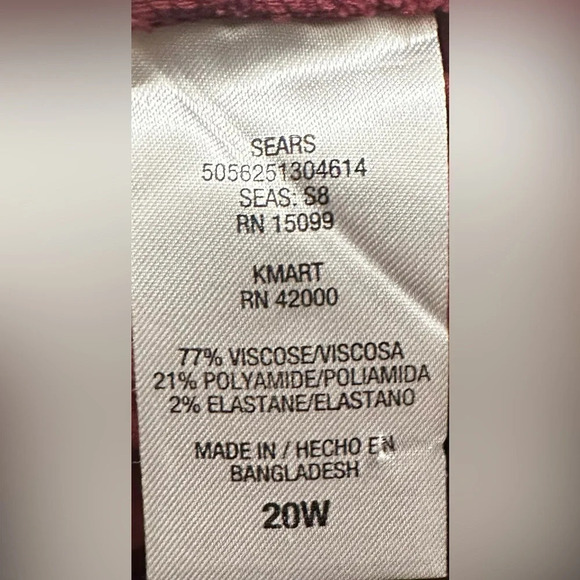 SEARS
5056251304614
SEAS: S8
RN 15099
KMART
RN 42000
77% VISCOSE/VISCOSA
21% POLYAMIDE/POLIAMIDA
2% ELASTANE/ELASTANO
MADE IN / HECHO EN
BANGLADESH
20W